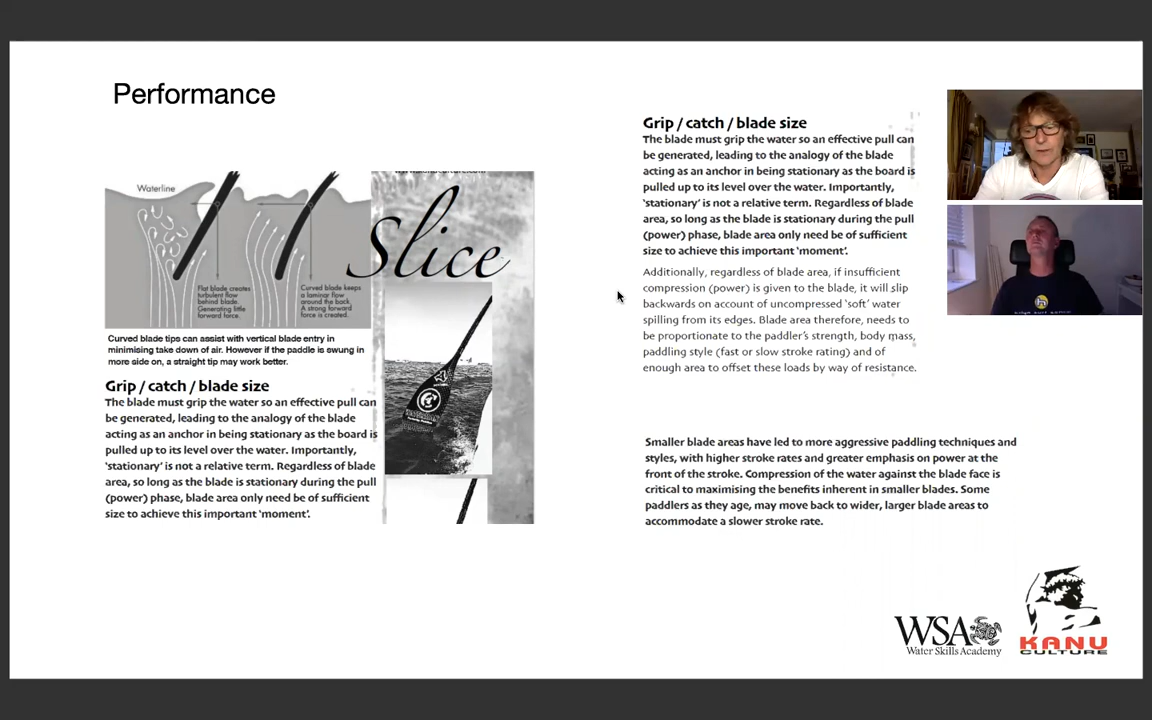 Performance
Waterline
Flat blade creates
turbulent flow
behind blade.
Generating little
forward force.
Curved blade keeps
a laminar flow
around the back.
A strong forward
force is created.
Slice
Curved blade tips can assist with vertical blade entry in
minimising take down of air. However if the paddle is swung in
more side on, a straight tip may work better.
Grip / catch / blade size
The blade must grip the water so an effective pull can
be generated, leading to the analogy of the blade
acting as an anchor in being stationary as the board is
pulled up to its level over the water. Importantly,
'stationary' is not a relative term. Regardless of blade
area, so long as the blade is stationary during the pull
(power) phase, blade area only need be of sufficient
size to achieve this important 'moment'.
Grip / catch / blade size
The blade must grip the water so an effective pull can
be generated, leading to the analogy of the blade
acting as an anchor in being stationary as the board is
pulled up to its level over the water. Importantly,
'stationary' is not a relative term. Regardless of blade
area, so long as the blade is stationary during the pull
(power) phase, blade area only need be of sufficient
size to achieve this important 'moment'.
Additionally, regardless of blade area, if insufficient
compression (power) is given to the blade, it will slip
backwards on account of uncompressed 'soft' water
spilling from its edges. Blade area therefore, needs to
be proportionate to the paddler's strength, body mass,
paddling style (fast or slow stroke rating) and of
enough area to offset these loads by way of resistance.
Smaller blade areas have led to more aggressive paddling techniques and
styles, with higher stroke rates and greater emphasis on power at the
front of the stroke. Compression of the water against the blade face is
critical to maximising the benefits inherent in smaller blades. Some
paddlers as they age, may move back to wider, larger blade areas to
accommodate a slower stroke rate.
WSA
Water Skills Academy
KANU
CULTURE